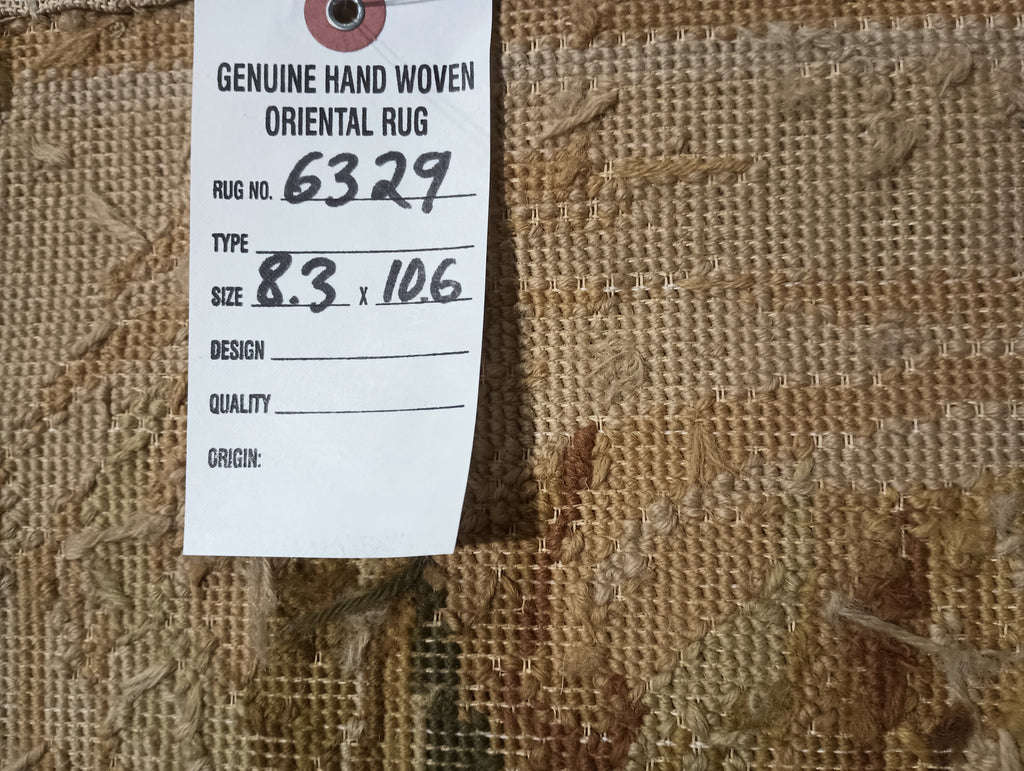 GENUINE HAND WOVEN
ORIENTAL RUG
RUG NO. 6329
TYPE
SIZE 8.3 X 10.6
DESIGN
QUALITY
ORIGIN: